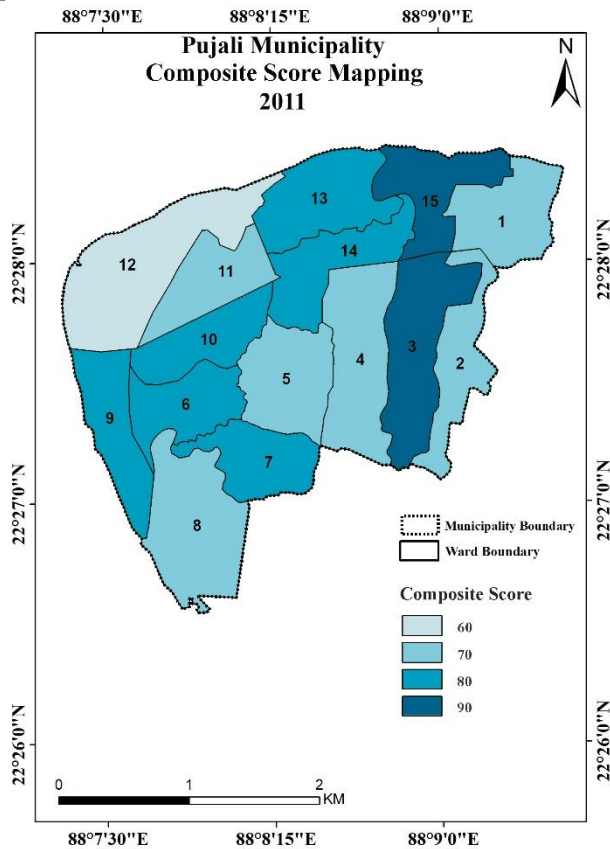 88°7'30"E 88°8'15"E 88°9'0"E
Pujali Municipality
Composite Score Mapping
2011
N
22°28'0"N 22°28'0"N
22°27'0"N 22°27'0"N
22°26'0"N 22°26'0"N
13
15
1
12
11
14
10
5
4
3
2
9
6
7
8
Municipality Boundary
Ward Boundary
Composite Score
60
70
80
90
0 1 2
KM
88°7'30"E 88°8'15"E 88°9'0"E